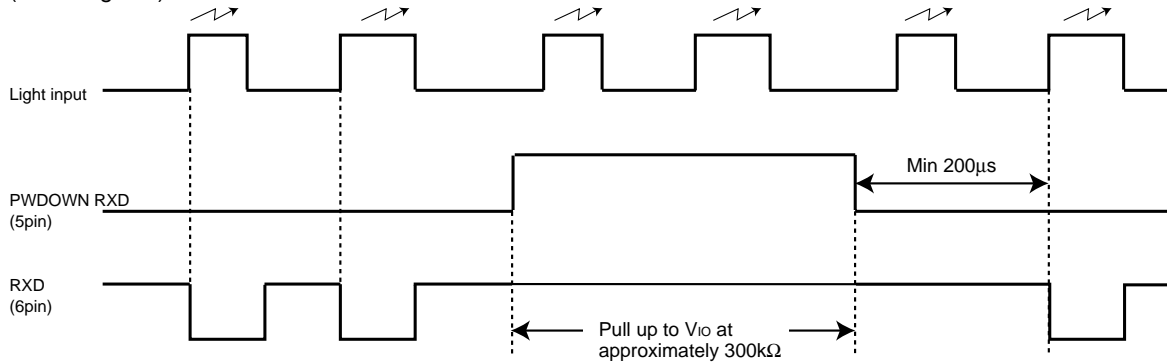 Light input
Min 200µs
PWDOWN RXD
(5pin)
RXD
(6pin)
Pull up to VIO at
approximately 300kΩ